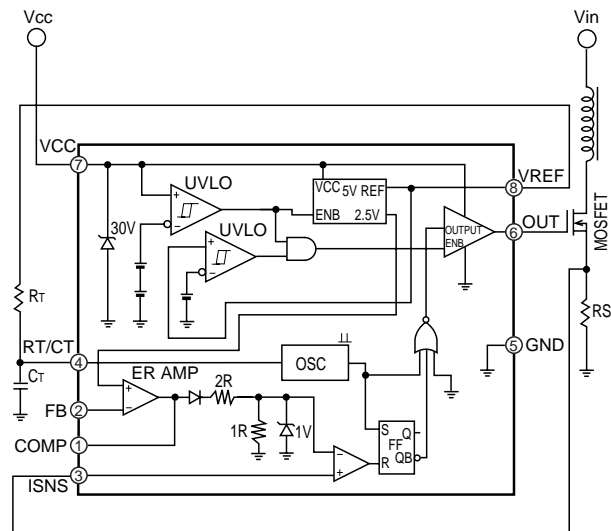 Vcc
Vin
VCC
7
UVLO
VCC
5V REF
VREF
8
30V
UVLO
ENB
2.5V
OUTPUT
ENB
OUT
6
MOSFET
RT
RS
RT/CT
4
OSC
5
GND
CT
ER AMP
2R
FB
2
1R
1V
S
Q
FF
QB
R
COMP
1
3
ISNS